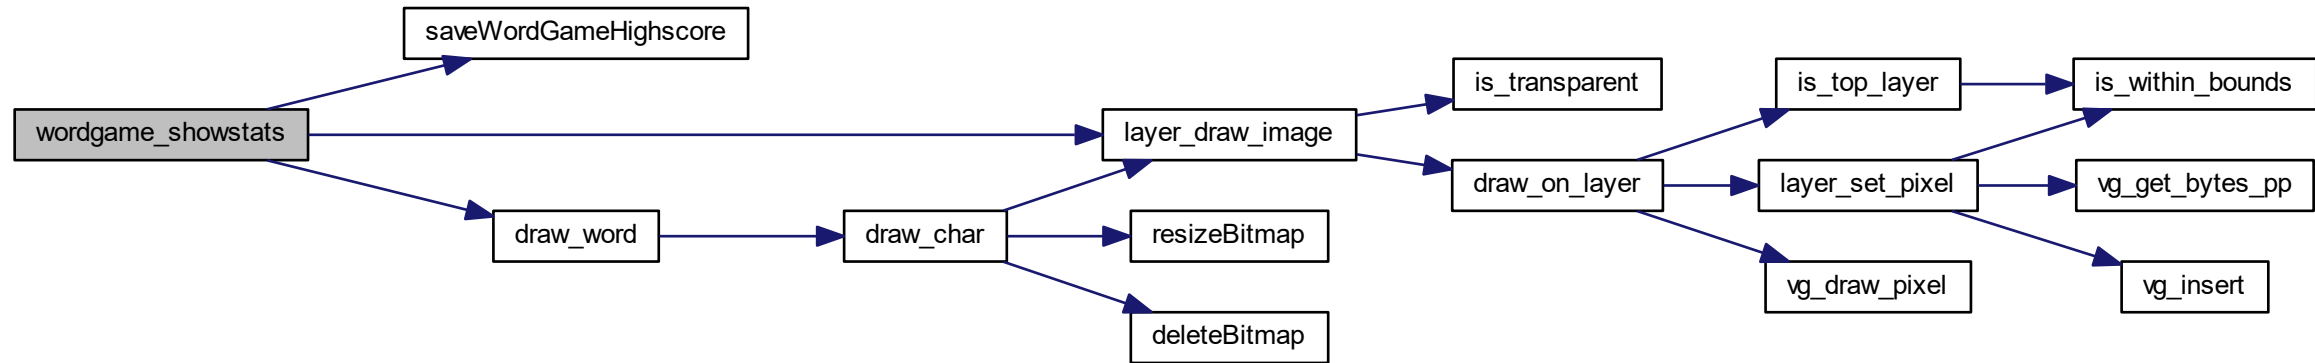 saveWordGameHighscore
is_transparent
is_top_layer
is_within_bounds
wordgame_showstats
layer_draw_image
draw_on_layer
layer_set_pixel
vg_get_bytes_pp
draw_word
draw_char
resizeBitmap
vg_draw_pixel
vg_insert
deleteBitmap